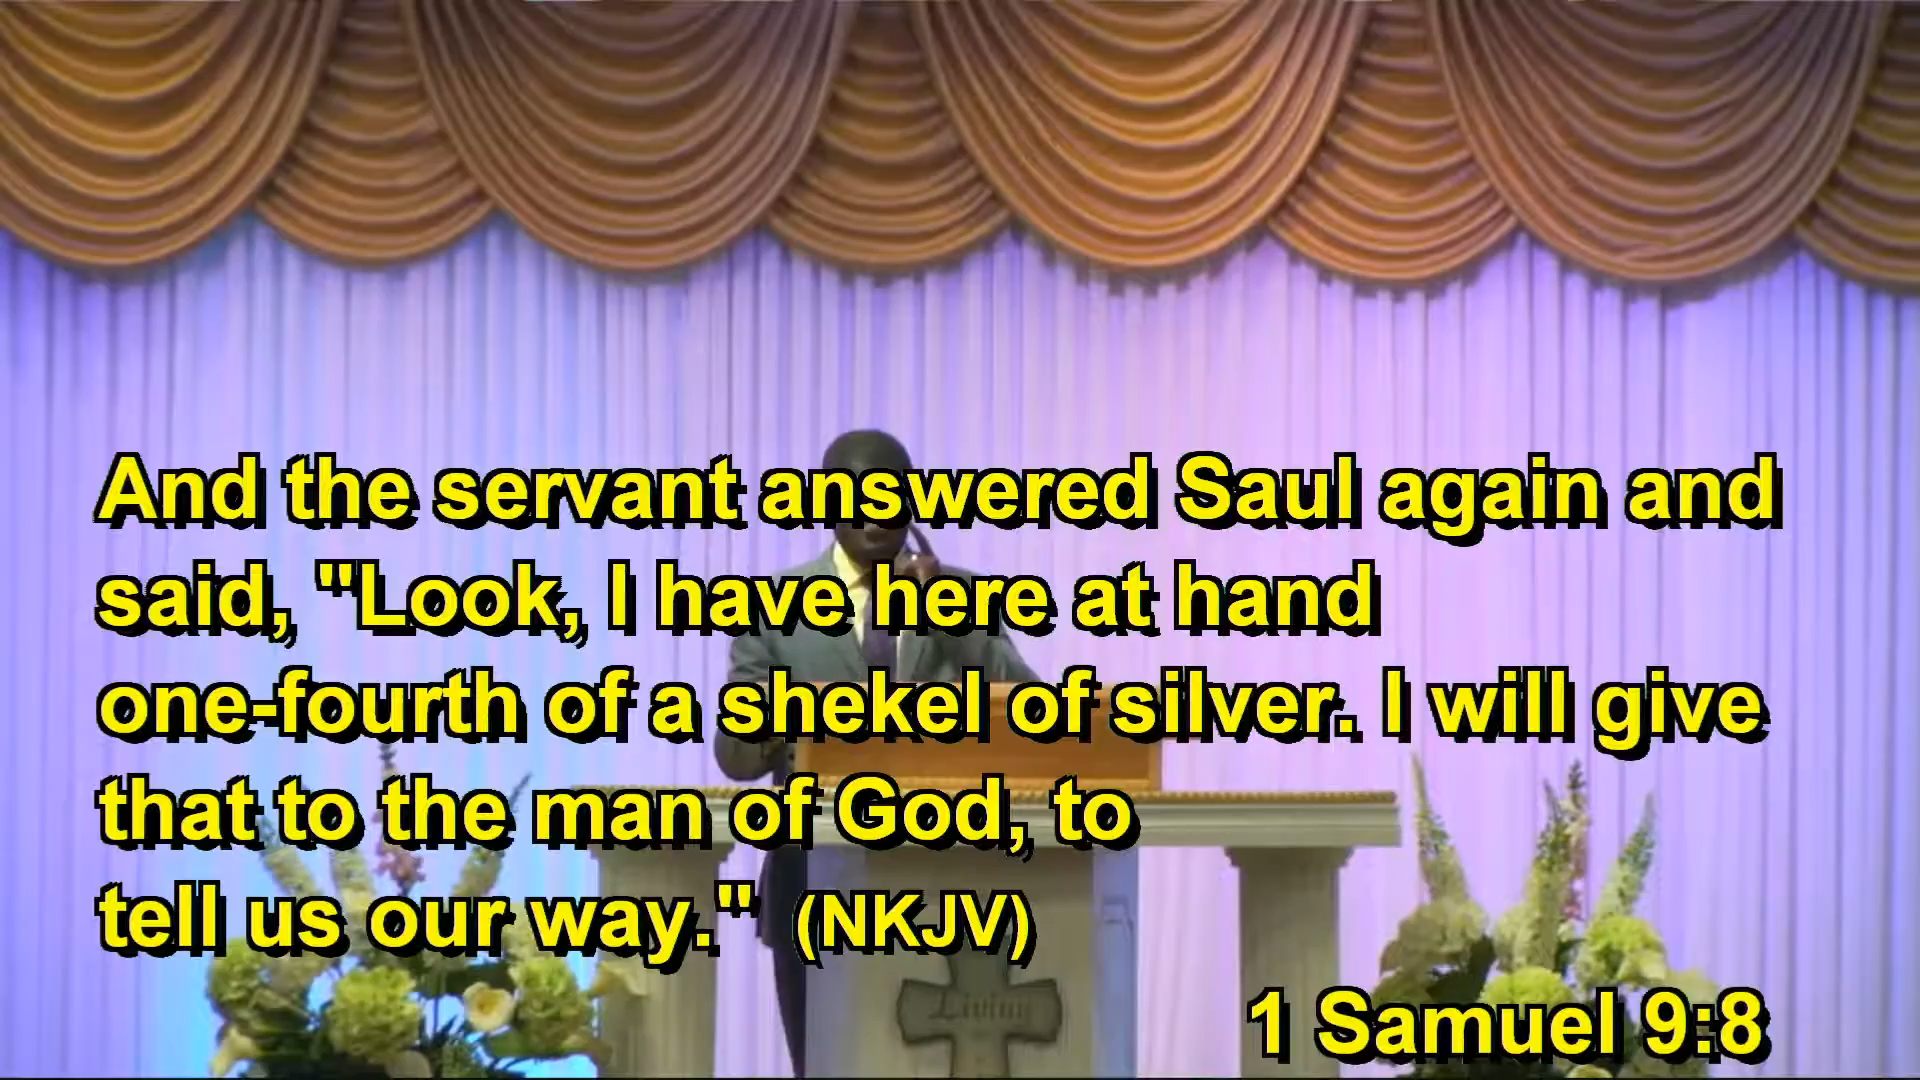 And the servant answered Saul again and
said, "Look, I have here at hand
one-fourth of a shekel of silver. I will give
that to the man of God, to
tell us our way." (NKJV)
1 Samuel 9:8
Living